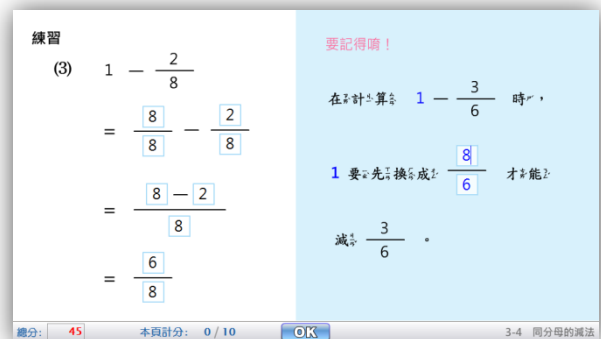 練習
(3) 1 − 2/8
= 8/8 − 2/8
= 8 − 2/8
= 6/8
要記得唷！
在計算 1 − 3/6 時，
1 要先換成 8/6 才能
減 3/6 。
總分： 45 本頁計分： 0 / 10 OK 3-4 同分母的減法